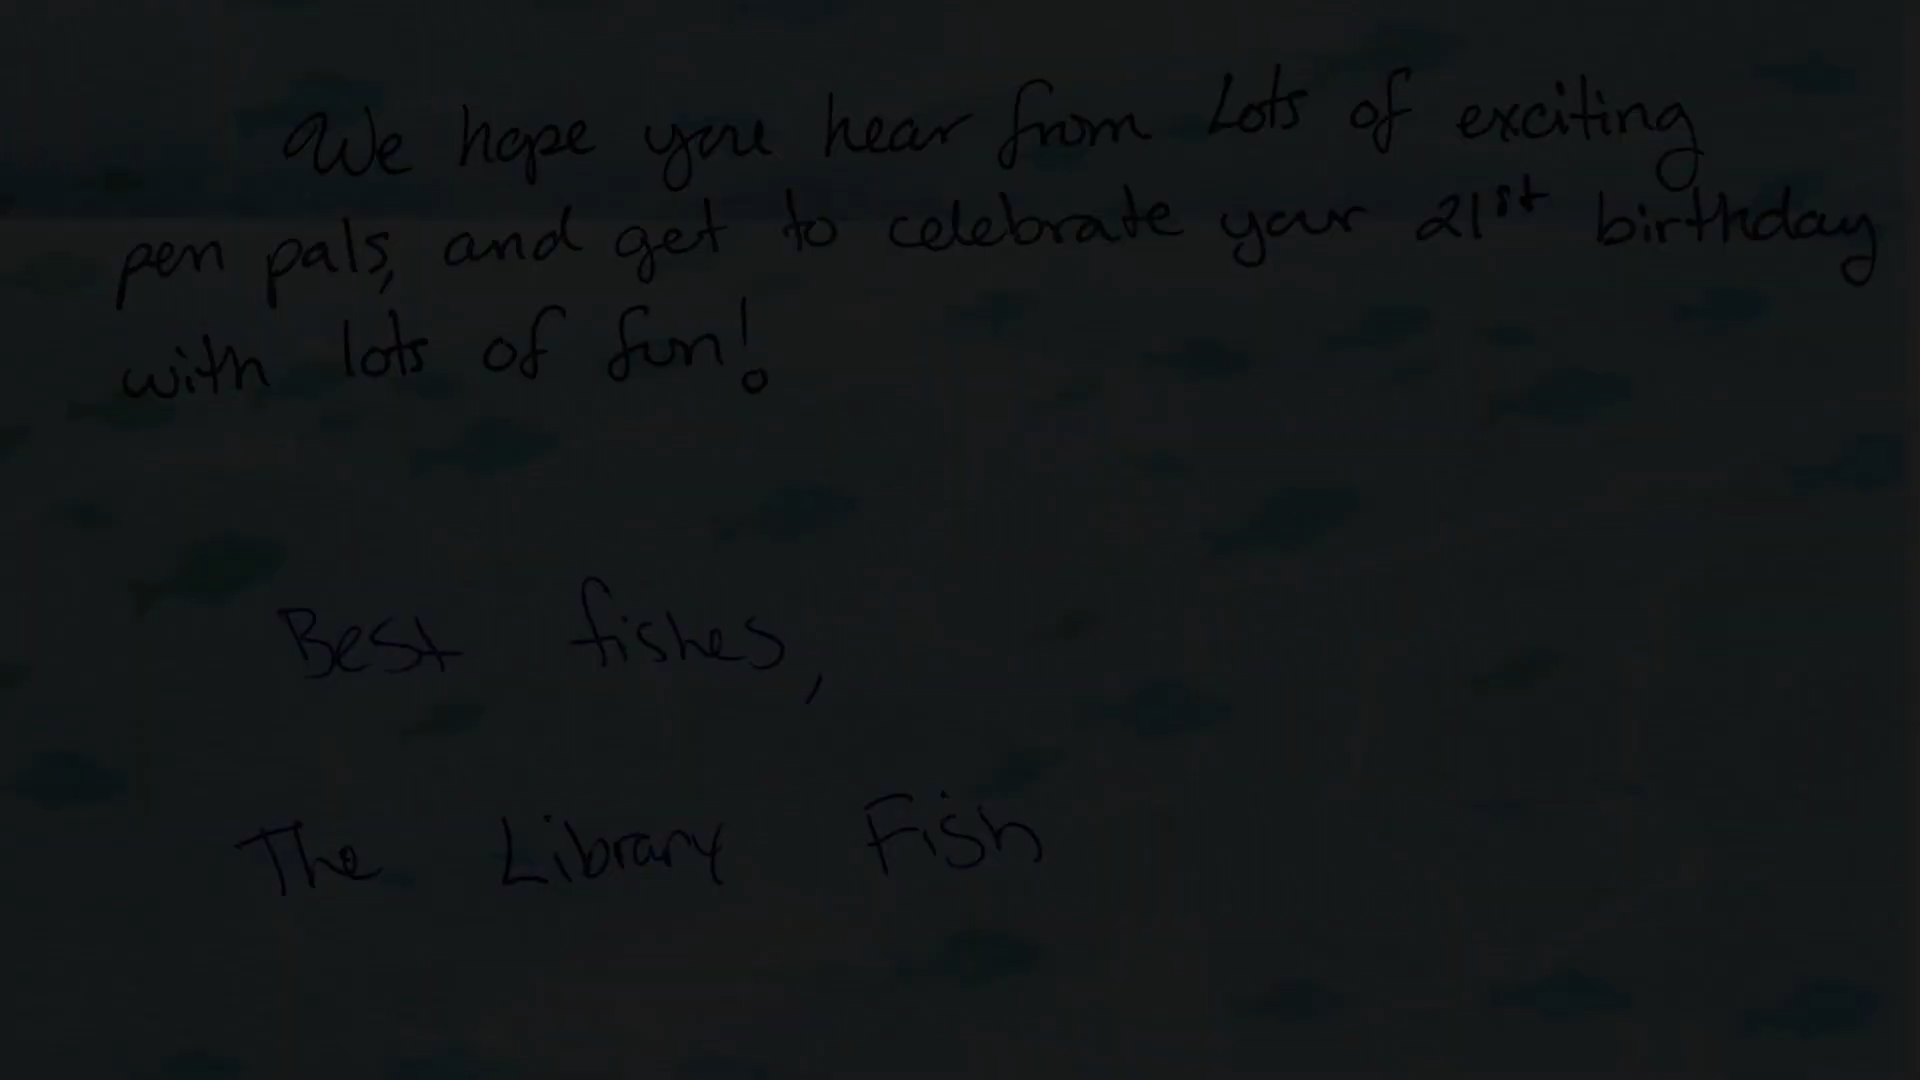 We hope you hear from Lots of exciting
pen pals, and get to celebrate your 21st birthday
with lots of fun!
Best fishes,
The Library Fish